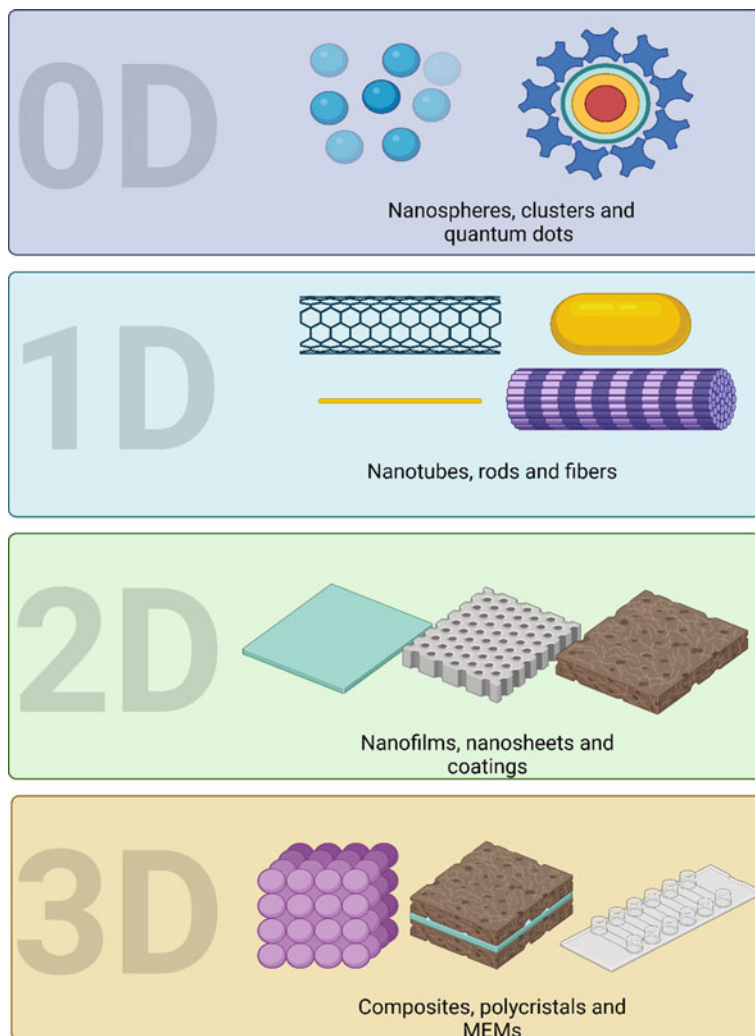 0D
Nanospheres, clusters and
quantum dots
1D
Nanotubes, rods and fibers
2D
Nanofilms, nanosheets and
coatings
3D
Composites, polycristals and
MEMs